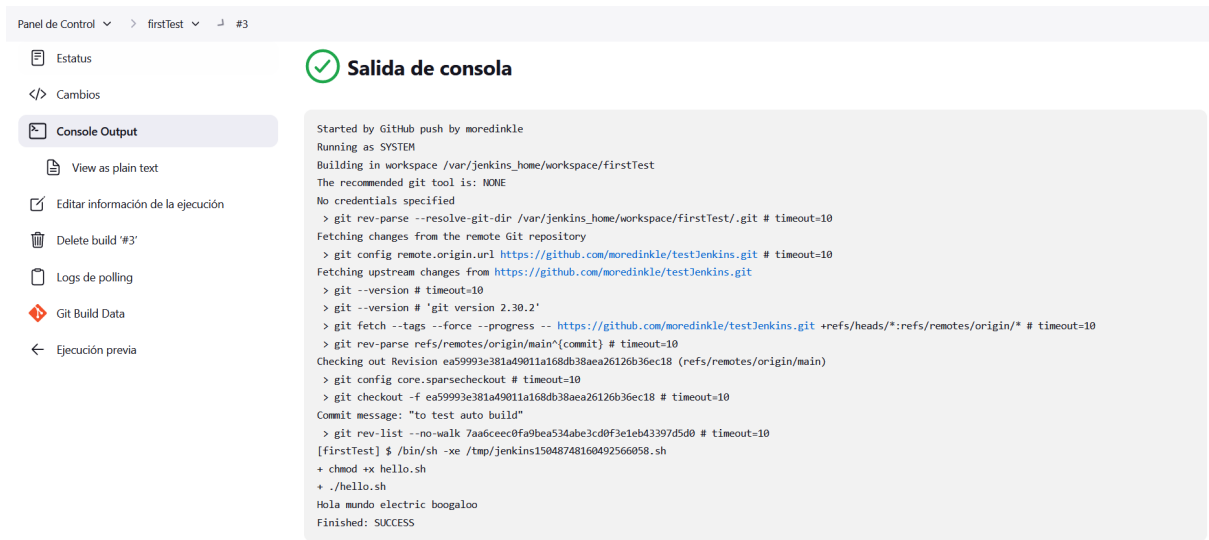 Panel de Control > firstTest > #3
Estatus
Cambios
Console Output
View as plain text
Editar información de la ejecución
Delete build ‘#3’
Logs de polling
Git Build Data
Ejecución previa
Salida de consola
Started by GitHub push by moredinkle
Running as SYSTEM
Building in workspace /var/jenkins_home/workspace/firstTest
The recommended git tool is: NONE
No credentials specified
> git rev-parse --resolve-git-dir /var/jenkins_home/workspace/firstTest/.git # timeout=10
Fetching changes from the remote Git repository
> git config remote.origin.url https://github.com/moredinkle/testJenkins.git # timeout=10
Fetching upstream changes from https://github.com/moredinkle/testJenkins.git
> git --version # timeout=10
> git --version # 'git version 2.30.2'
> git fetch --tags --force --progress -- https://github.com/moredinkle/testJenkins.git +refs/heads/*:refs/remotes/origin/* # timeout=10
> git rev-parse refs/remotes/origin/main^{commit} # timeout=10
Checking out Revision ea59993e381a49011a168db38aea26126b36ec18 (refs/remotes/origin/main)
> git config core.sparsecheckout # timeout=10
> git checkout -f ea59993e381a49011a168db38aea26126b36ec18 # timeout=10
Commit message: "to test auto build"
> git rev-list --no-walk 7aa6ceec0fa9bea534abe3cd0f3e1eb43397d5d0 # timeout=10
[firstTest] $ /bin/sh -xe /tmp/jenkins15048748160492566058.sh
+ chmod +x hello.sh
+ ./hello.sh
Hola mundo electric boogaloo
Finished: SUCCESS